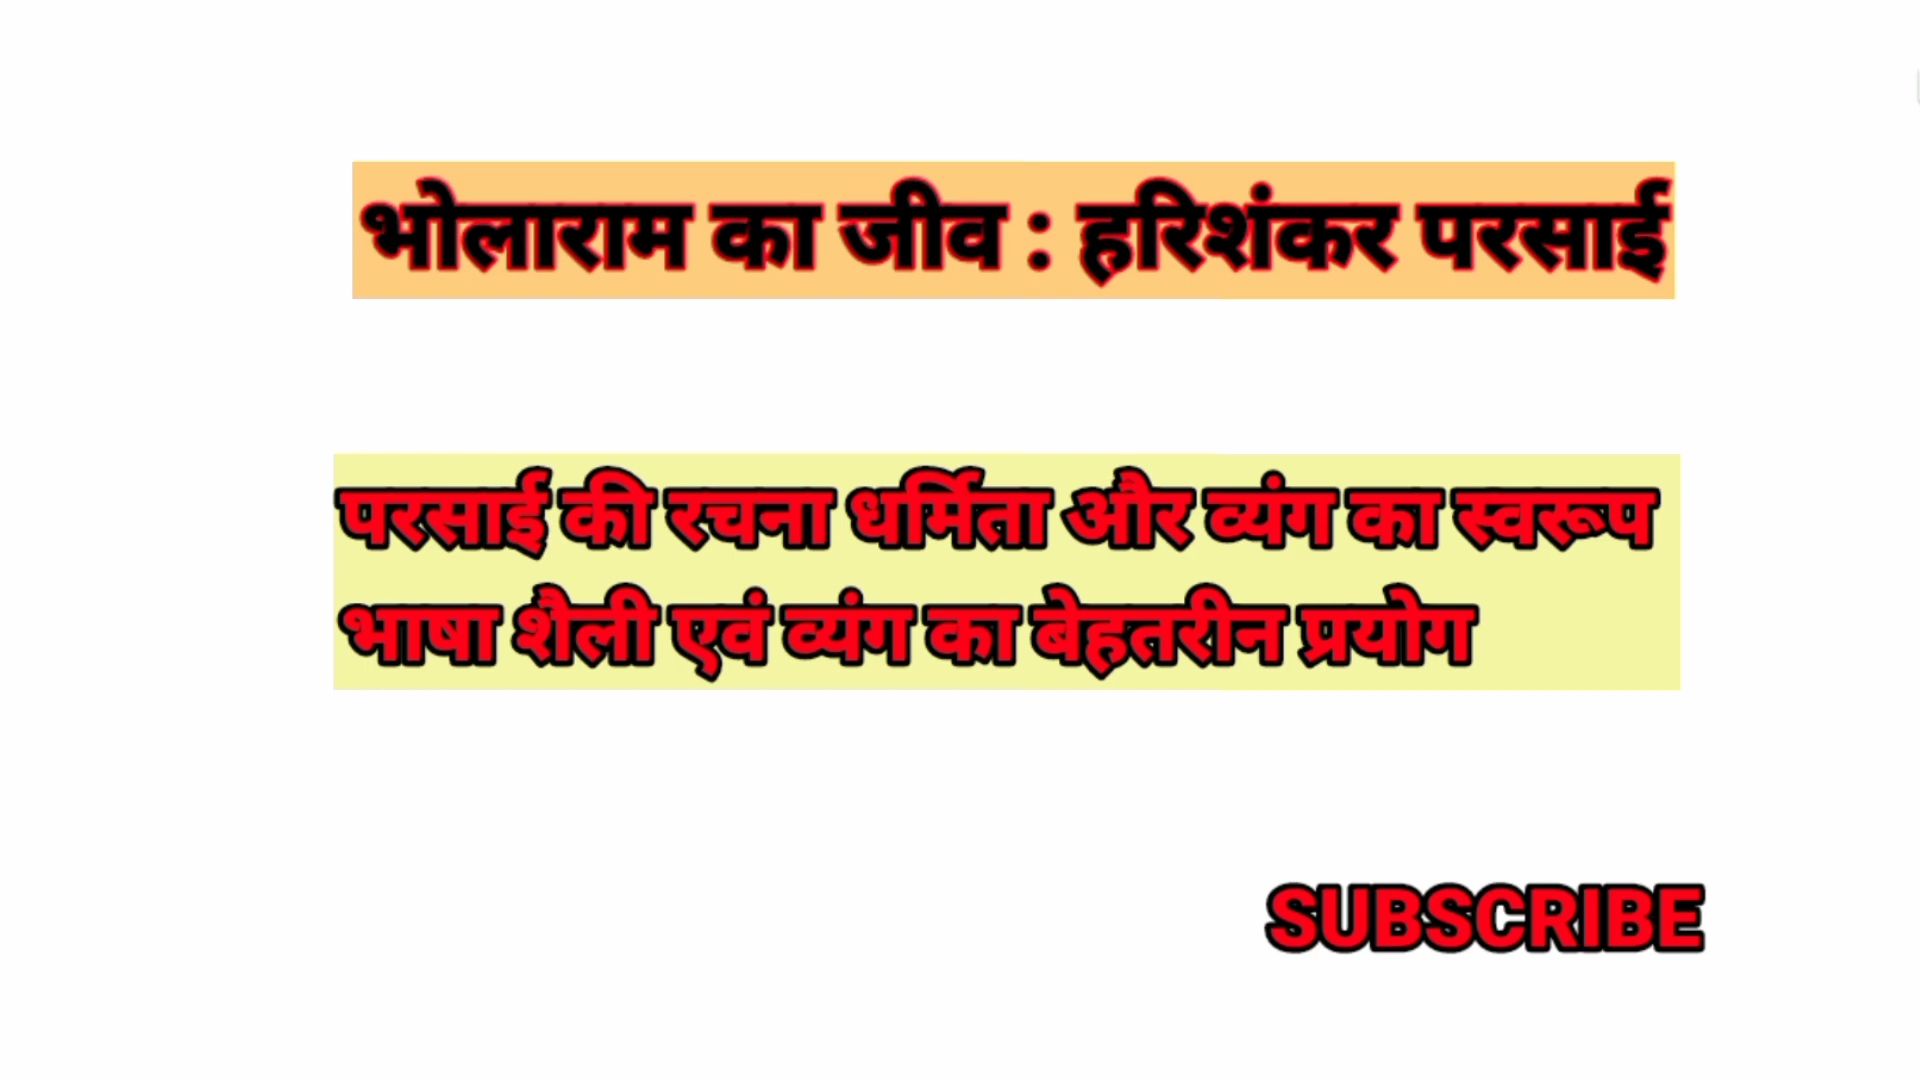 भोलाराम का जीव : हरिशंकर परसाई
परसाई की रचना धर्मिता और व्यंग का स्वरूप
भाषा शैली एवं व्यंग का बेहतरीन प्रयोग
SUBSCRIBE